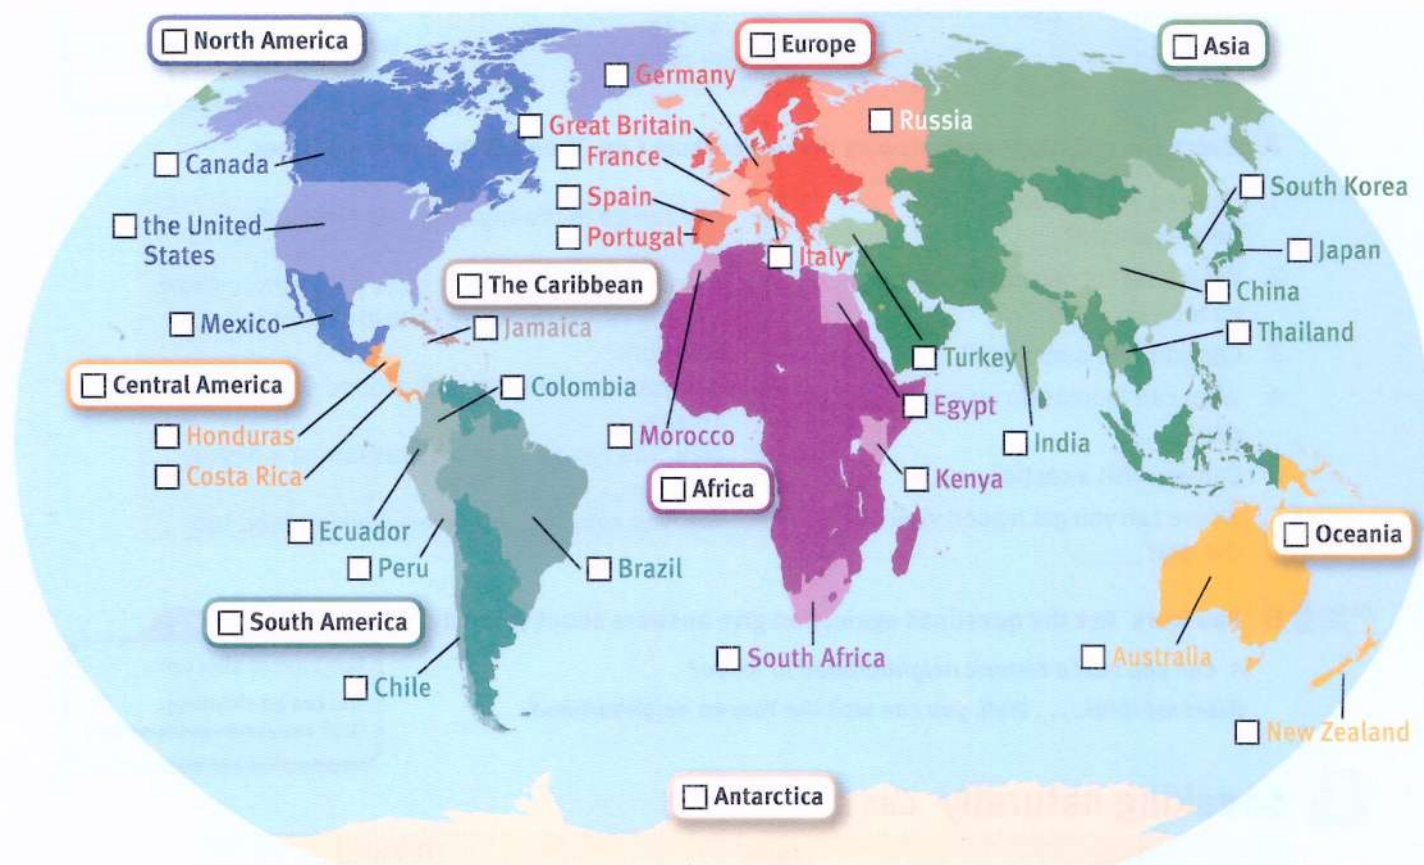 North America
Europe
Asia
Germany
Great Britain
Russia
Canada
France
South Korea
Spain
the United
States
Portugal
Italy
Japan
The Caribbean
China
Mexico
Jamaica
Thailand
Turkey
Central America
Colombia
Egypt
Honduras
Morocco
India
Costa Rica
Africa
Kenya
Ecuador
Oceania
Peru
Brazil
South America
South Africa
Australia
Chile
New Zealand
Antarctica